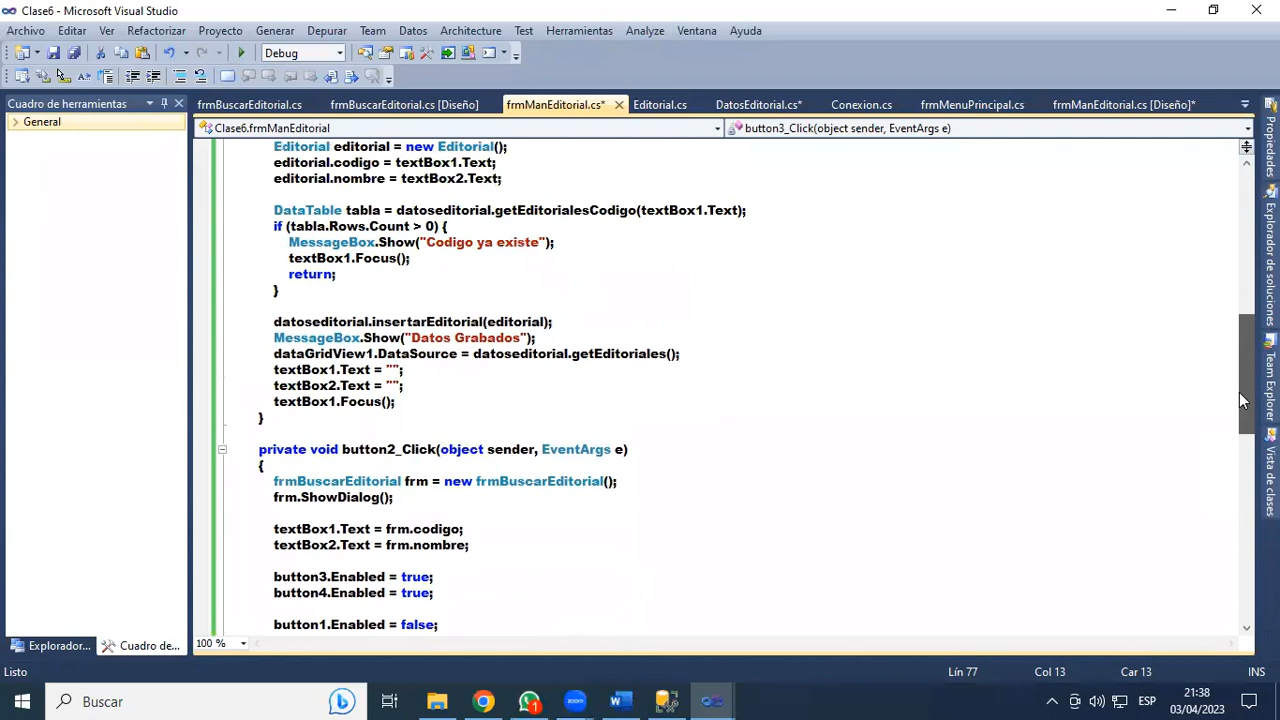 Clase6 - Microsoft Visual Studio
Archivo Editar Ver Refactorizar Proyecto Generar Depurar Team Datos Architecture Test Herramientas Analyze Ventana Ayuda
Debug
Cuadro de herramientas
frmBuscarEditorial.cs frmBuscarEditorial.cs [Diseño] frmManEditorial.cs* Editorial.cs DatosEditorial.cs* Conexion.cs frmMenuPrincipal.cs frmManEditorial.cs [Diseño]*
General
Clase6.frmManEditorial
button3_Click(object sender, EventArgs e)
Editorial editorial = new Editorial();
editorial.codigo = textBox1.Text;
editorial.nombre = textBox2.Text;
DataTable tabla = datoseditorial.getEditorialesCodigo(textBox1.Text);
if (tabla.Rows.Count > 0) {
MessageBox.Show("Codigo ya existe");
textBox1.Focus();
return;
}
datoseditorial.insertarEditorial(editorial);
MessageBox.Show("Datos Grabados");
dataGridView1.DataSource = datoseditorial.getEditoriales();
textBox1.Text = "";
textBox2.Text = "";
textBox1.Focus();
}
private void button2_Click(object sender, EventArgs e)
{
frmBuscarEditorial frm = new frmBuscarEditorial();
frm.ShowDialog();
textBox1.Text = frm.codigo;
textBox2.Text = frm.nombre;
button3.Enabled = true;
button4.Enabled = true;
button1.Enabled = false;
Propiedades
Explorador de soluciones
Team Explorer
Vista de clases
100 %
Explorador... Cuadro de...
Listo
Lín 77 Col 13 Car 13 INS
Buscar
1
zoom
ESP
21:38
03/04/2023